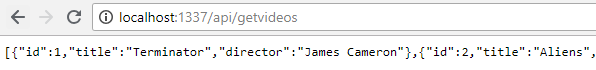 localhost:1337/api/getvideos
[{"id":1,"title":"Terminator","director":"James Cameron"},{"id":2,"title":"Aliens",